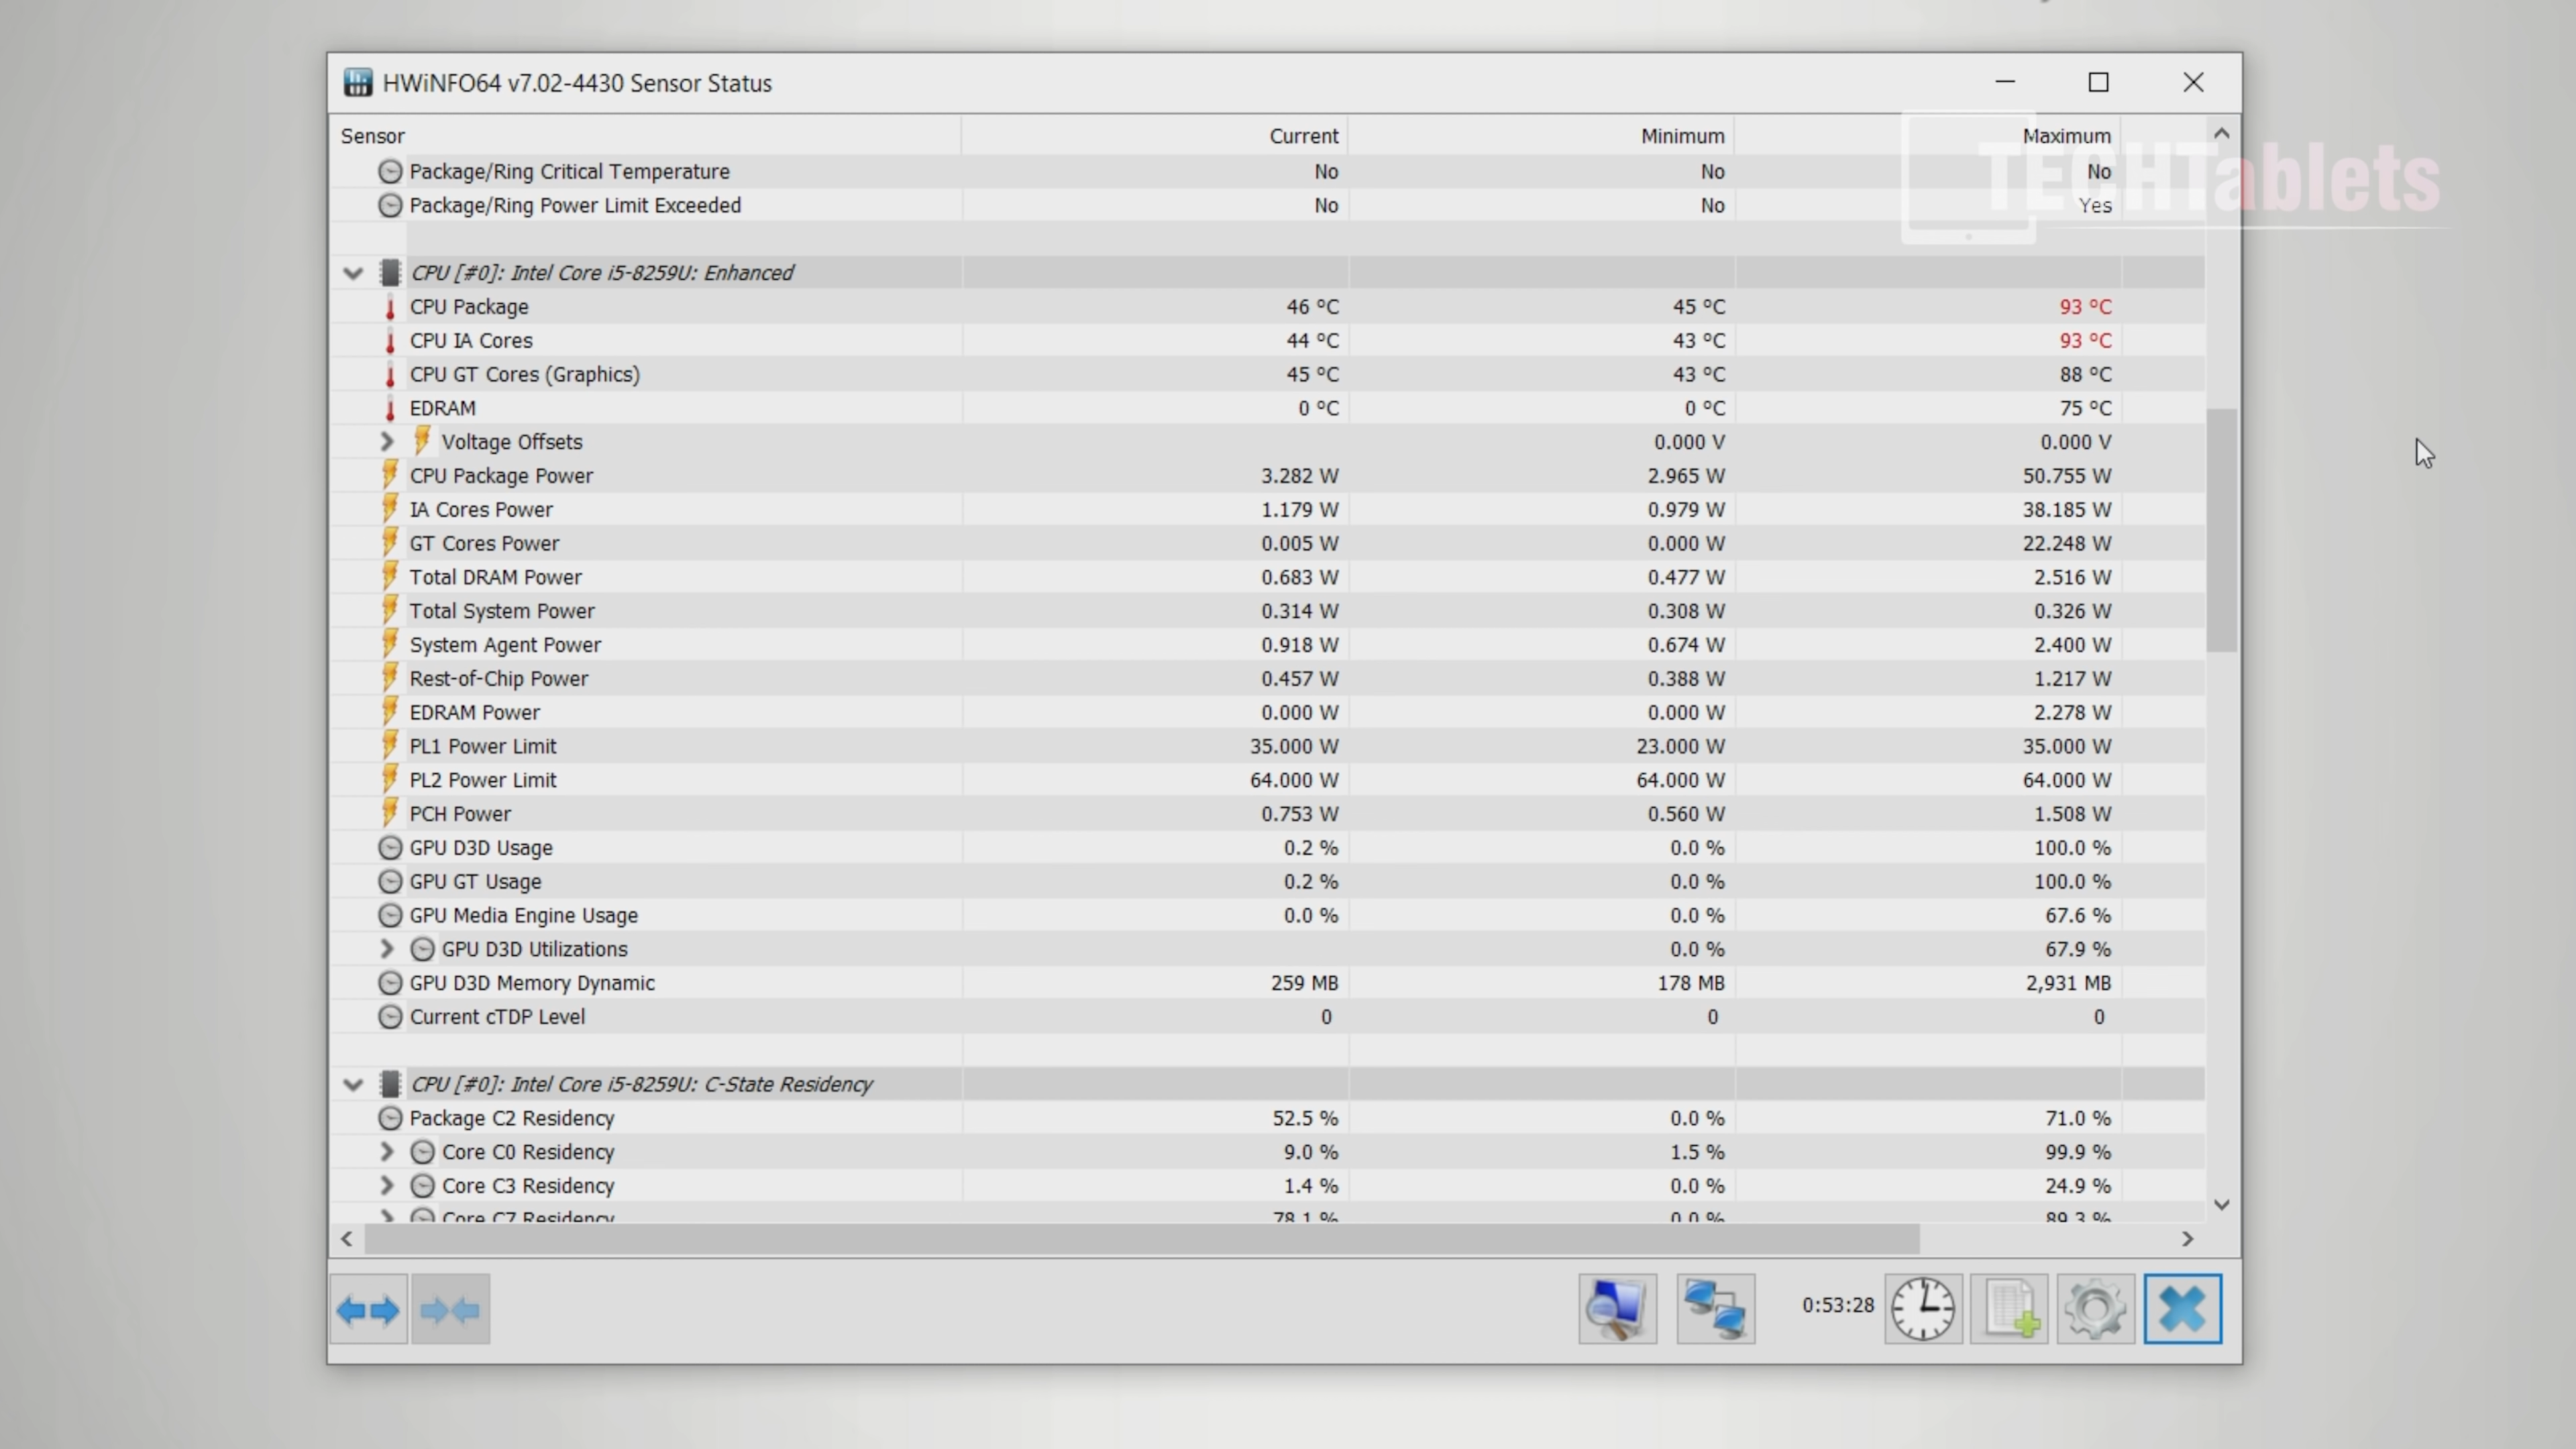 HWiNFO64 v7.02-4430 Sensor Status
Sensor Current Minimum Maximum
TECHTablets
Package/Ring Critical Temperature No No No
Package/Ring Power Limit Exceeded No No Yes
CPU [#0]: Intel Core i5-8259U: Enhanced
CPU Package 46 °C 45 °C 93 °C
CPU IA Cores 44 °C 43 °C 93 °C
CPU GT Cores (Graphics) 45 °C 43 °C 88 °C
EDRAM 0 °C 0 °C 75 °C
Voltage Offsets 0.000 V 0.000 V
CPU Package Power 3.282 W 2.965 W 50.755 W
IA Cores Power 1.179 W 0.979 W 38.185 W
GT Cores Power 0.005 W 0.000 W 22.248 W
Total DRAM Power 0.683 W 0.477 W 2.516 W
Total System Power 0.314 W 0.308 W 0.326 W
System Agent Power 0.918 W 0.674 W 2.400 W
Rest-of-Chip Power 0.457 W 0.388 W 1.217 W
EDRAM Power 0.000 W 0.000 W 2.278 W
PL1 Power Limit 35.000 W 23.000 W 35.000 W
PL2 Power Limit 64.000 W 64.000 W 64.000 W
PCH Power 0.753 W 0.560 W 1.508 W
GPU D3D Usage 0.2 % 0.0 % 100.0 %
GPU GT Usage 0.2 % 0.0 % 100.0 %
GPU Media Engine Usage 0.0 % 0.0 % 67.6 %
GPU D3D Utilizations 0.0 % 67.9 %
GPU D3D Memory Dynamic 259 MB 178 MB 2,931 MB
Current cTDP Level 0 0 0
CPU [#0]: Intel Core i5-8259U: C-State Residency
Package C2 Residency 52.5 % 0.0 % 71.0 %
Core C0 Residency 9.0 % 1.5 % 99.9 %
Core C3 Residency 1.4 % 0.0 % 24.9 %
Core C7 Residency 78.1 % 0.0 % 89.3 %
0:53:28